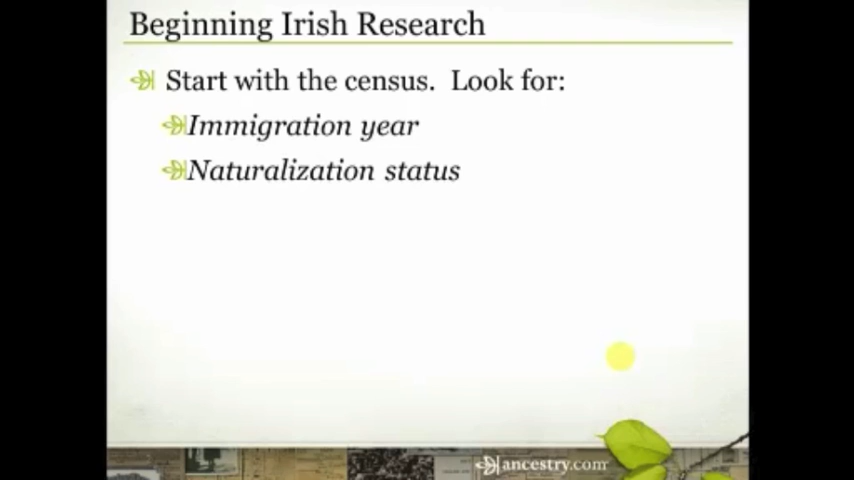 Beginning Irish Research
Start with the census. Look for:
Immigration year
Naturalization status
ancestry.com